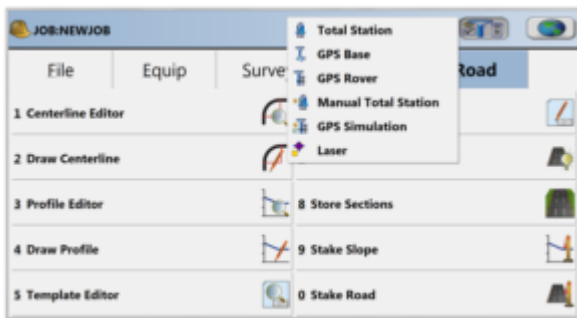 JOB:NEWJOB
Total Station
GPS Base
GPS Rover
Manual Total Station
GPS Simulation
Laser
File Equip Surve Road
1 Centerline Editor
2 Draw Centerline
3 Profile Editor
8 Store Sections
4 Draw Profile
9 Stake Slope
5 Template Editor
0 Stake Road